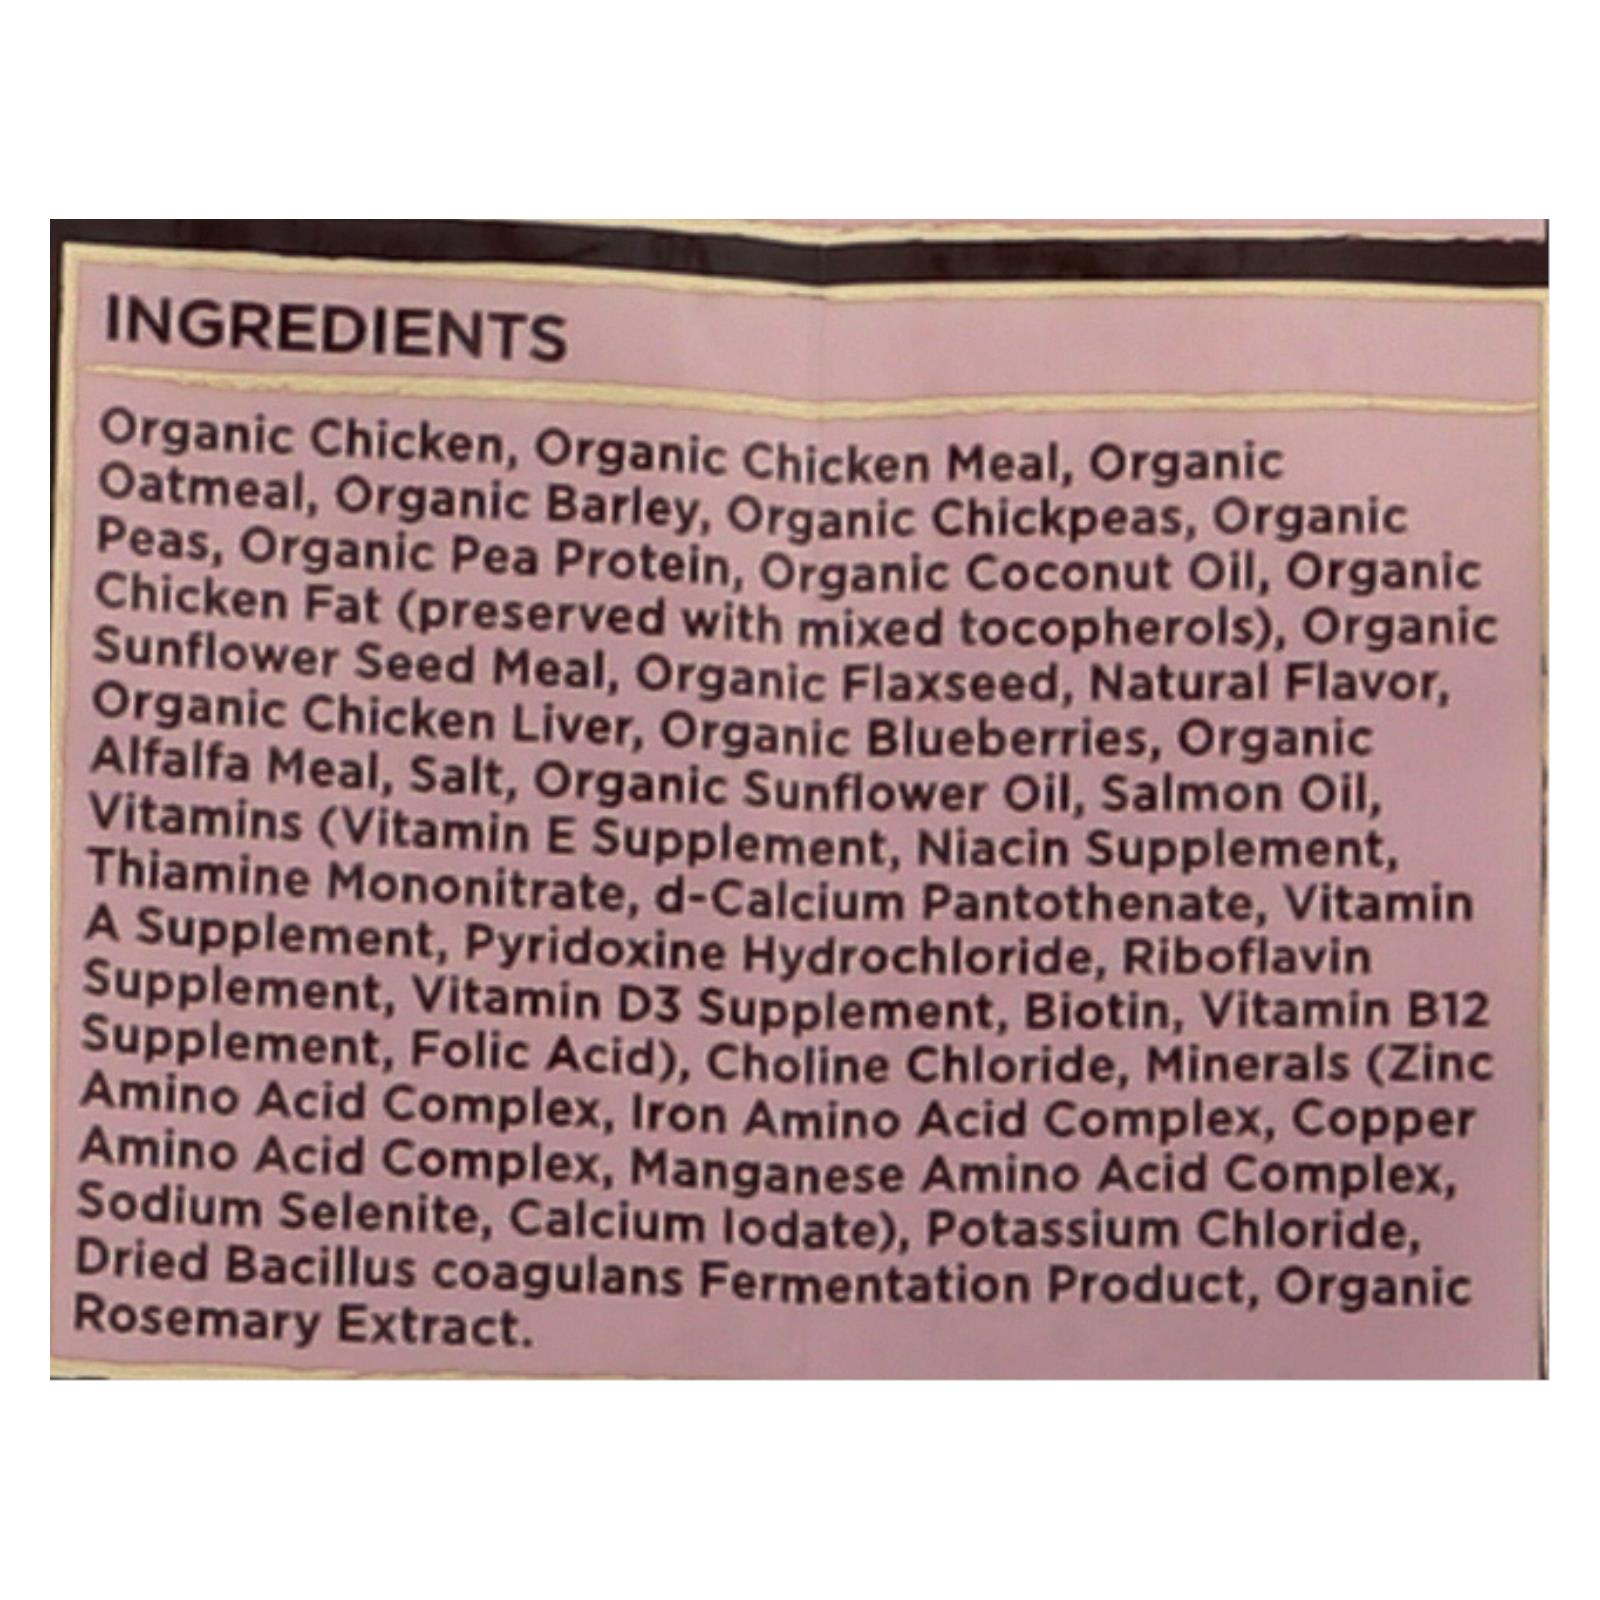 INGREDIENTS
Organic Chicken, Organic Chicken Meal, Organic
Oatmeal, Organic Barley, Organic Chickpeas, Organic
Peas, Organic Pea Protein, Organic Coconut Oil, Organic
Chicken Fat (preserved with mixed tocopherols), Organic
Sunflower Seed Meal, Organic Flaxseed, Natural Flavor,
Organic Chicken Liver, Organic Blueberries, Organic
Alfalfa Meal, Salt, Organic Sunflower Oil, Salmon Oil,
Vitamins (Vitamin E Supplement, Niacin Supplement,
Thiamine Mononitrate, d-Calcium Pantothenate, Vitamin
A Supplement, Pyridoxine Hydrochloride, Riboflavin
Supplement, Vitamin D3 Supplement, Biotin, Vitamin B12
Supplement, Folic Acid), Choline Chloride, Minerals (Zinc
Amino Acid Complex, Iron Amino Acid Complex, Copper
Amino Acid Complex, Manganese Amino Acid Complex,
Sodium Selenite, Calcium Iodate), Potassium Chloride,
Dried Bacillus coagulans Fermentation Product, Organic
Rosemary Extract.